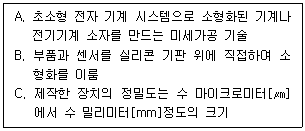 A. 초소형 전자 기계 시스템으로 소형화된 기계나
전기기계 소자를 만드는 미세가공 기술
B. 부품과 센서를 실리콘 기판 위에 직접하여 소
형화를 이룸
C. 제작한 장치의 정밀도는 수 마이크로미터[㎛]
에서 수 밀리미터[mm]정도의 크기